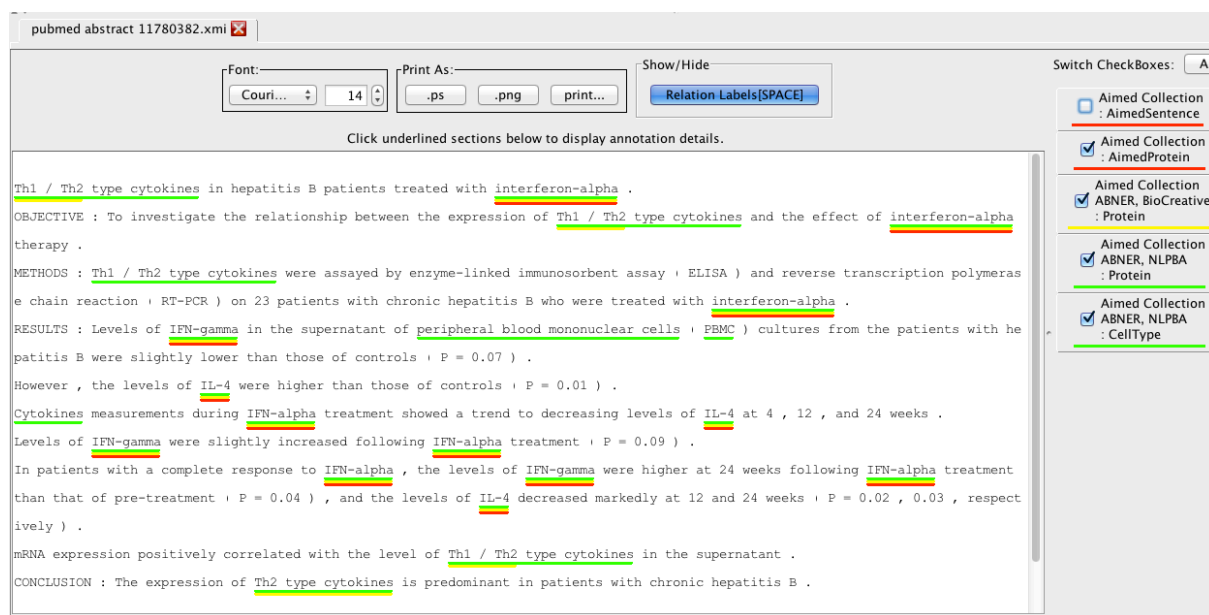 pubmed abstract 11780382.xmi
Font:
Print As:
Show/Hide
Switch CheckBoxes: A
Couri...
14
.ps
.png
print...
Relation Labels[SPACE]
Click underlined sections below to display annotation details.
Th1 / Th2 type cytokines in hepatitis B patients treated with interferon-alpha .
OBJECTIVE : To investigate the relationship between the expression of Th1 / Th2 type cytokines and the effect of interferon-alpha
therapy .
METHODS : Th1 / Th2 type cytokines were assayed by enzyme-linked immunosorbent assay ( ELISA ) and reverse transcription polymeras
e chain reaction ( RT-PCR ) on 23 patients with chronic hepatitis B who were treated with interferon-alpha .
RESULTS : Levels of IFN-gamma in the supernatant of peripheral blood mononuclear cells ( PBMC ) cultures from the patients with he
patitis B were slightly lower than those of controls ( P = 0.07 ) .
However , the levels of IL-4 were higher than those of controls ( P = 0.01 ) .
Cytokines measurements during IFN-alpha treatment showed a trend to decreasing levels of IL-4 at 4 , 12 , and 24 weeks .
Levels of IFN-gamma were slightly increased following IFN-alpha treatment ( P = 0.09 ) .
In patients with a complete response to IFN-alpha , the levels of IFN-gamma were higher at 24 weeks following IFN-alpha treatment
than that of pre-treatment ( P = 0.04 ) , and the levels of IL-4 decreased markedly at 12 and 24 weeks ( P = 0.02 , 0.03 , respect
ively ) .
mRNA expression positively correlated with the level of Th1 / Th2 type cytokines in the supernatant .
CONCLUSION : The expression of Th2 type cytokines is predominant in patients with chronic hepatitis B .
Aimed Collection
: AimedSentence
Aimed Collection
: AimedProtein
Aimed Collection
ABNER, BioCreative
: Protein
Aimed Collection
ABNER, NLPBA
: Protein
Aimed Collection
ABNER, NLPBA
: CellType